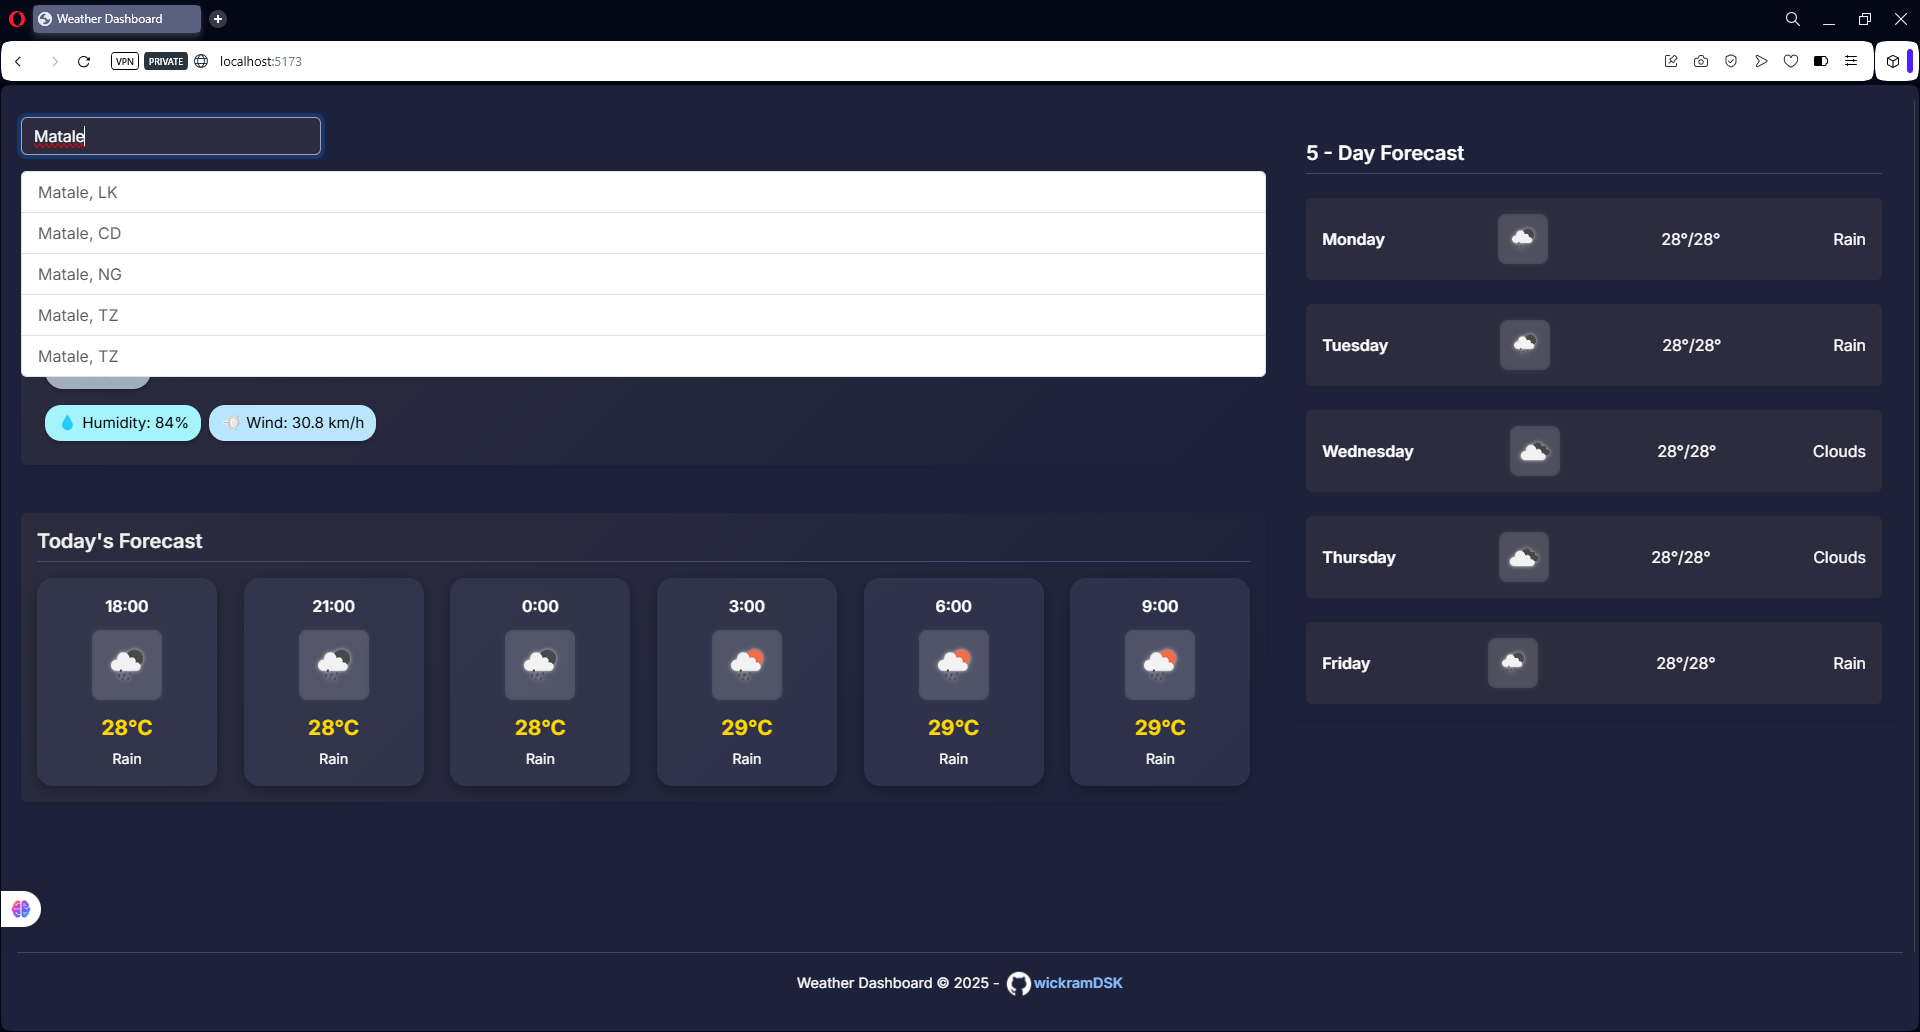 Weather Dashboard
VPN PRIVATE localhost:5173
Matale
Matale, LK
Matale, CD
Matale, NG
Matale, TZ
Matale, TZ
Humidity: 84% Wind: 30.8 km/h
Today's Forecast
18:00 21:00 0:00 3:00 6:00 9:00
28°C 28°C 28°C 29°C 29°C 29°C
Rain Rain Rain Rain Rain Rain
5 - Day Forecast
Monday 28°/28° Rain
Tuesday 28°/28° Rain
Wednesday 28°/28° Clouds
Thursday 28°/28° Clouds
Friday 28°/28° Rain
Weather Dashboard © 2025 - wickramDSK